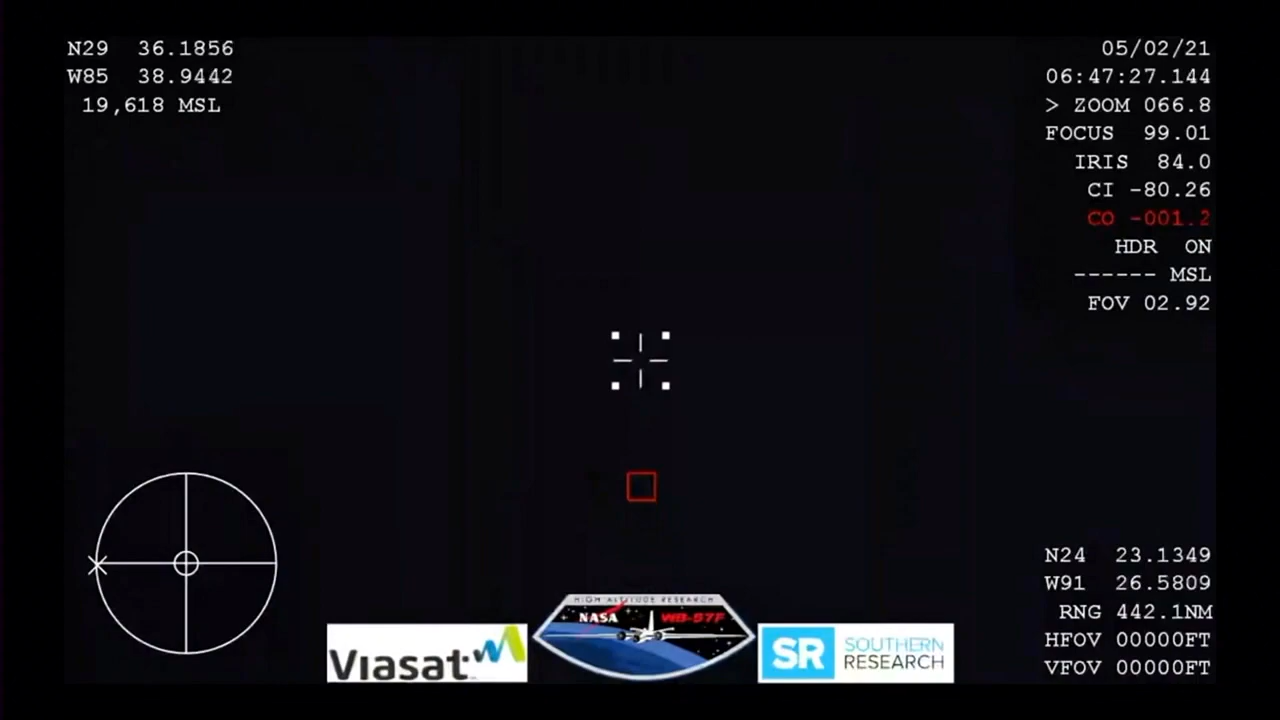 N29 36.1856
W85 38.9442
19,618 MSL
05/02/21
06:47:27.144
> ZOOM 066.8
FOCUS 99.01
IRIS 84.0
CI -80.26
CO -001.2
HDR ON
------ MSL
FOV 02.92
N24 23.1349
W91 26.5809
RNG 442.1NM
HFOV 00000FT
VFOV 00000FT
HIGH ALTITUDE RESEARCH
NASA WB-57F
Viasat
SR SOUTHERN
RESEARCH